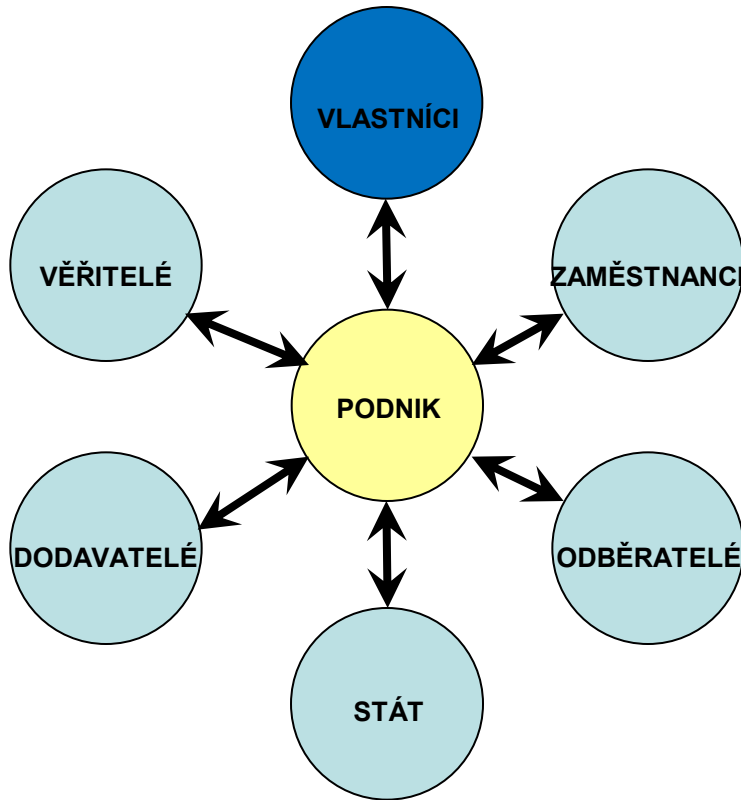 VLASTNÍCI
VĚŘITELÉ
ZAMĚSTNANCI
PODNIK
DODAVATELÉ
ODBĚRATELÉ
STÁT